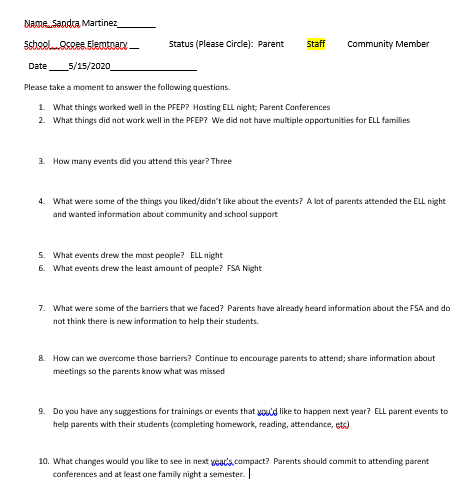 Name_Sandra Martinez________
School__Ocoee Elemtnary __ Status (Please Circle): Parent Staff Community Member
Date ____5/15/2020__________________
Please take a moment to answer the following questions.
1. What things worked well in the PFEP? Hosting ELL night; Parent Conferences
2. What things did not work well in the PFEP? We did not have multiple opportunities for ELL families
3. How many events did you attend this year? Three
4. What were some of the things you liked/didn't like about the events? A lot of parents attended the ELL night
and wanted information about community and school support
5. What events drew the most people? ELL night
6. What events drew the least amount of people? FSA Night
7. What were some of the barriers that we faced? Parents have already heard information about the FSA and do
not think there is new information to help their students.
8. How can we overcome those barriers? Continue to encourage parents to attend; share information about
meetings so the parents know what was missed
9. Do you have any suggestions for trainings or events that you'd like to happen next year? ELL parent events to
help parents with their students (completing homework, reading, attendance, etc)
10. What changes would you like to see in next year's compact? Parents should commit to attending parent
conferences and at least one family night a semester.